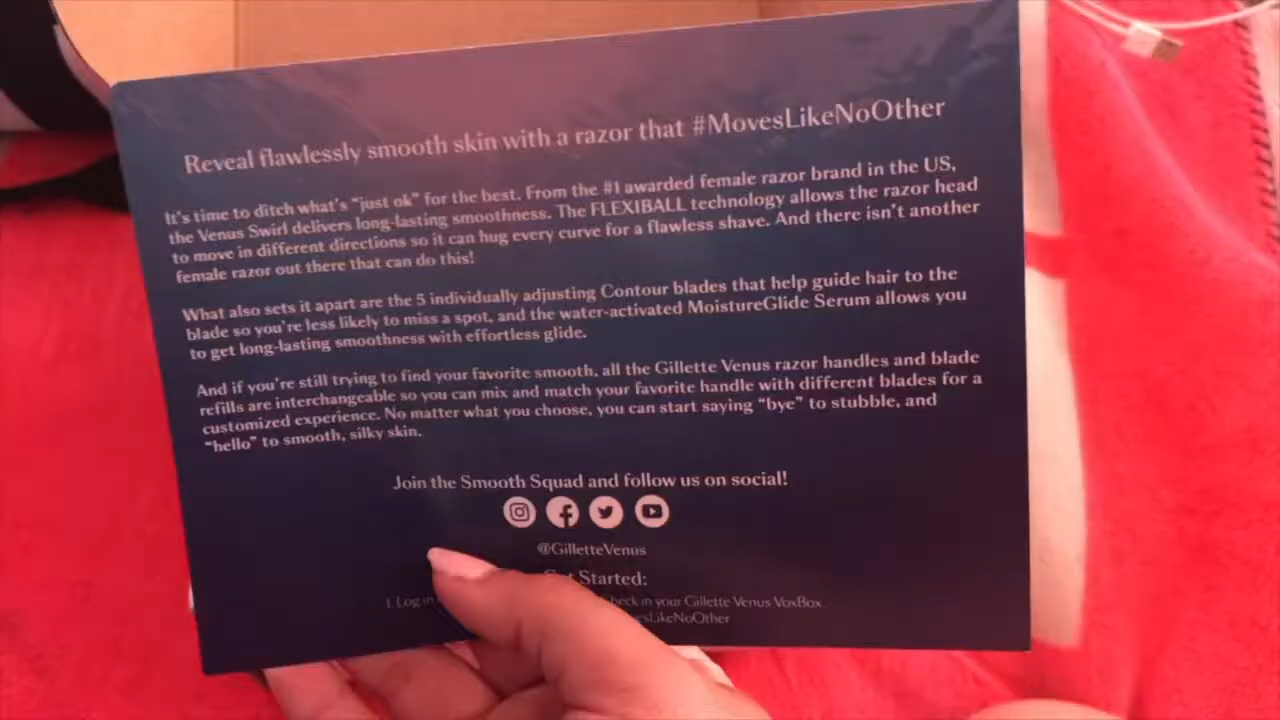 Reveal flawlessly smooth skin with a razor that #MovesLikeNoOther
It's time to ditch what's "just ok" for the best. From the #1 awarded female razor brand in the US,
the Venus Swirl delivers long-lasting smoothness. The FLEXIBALL technology allows the razor head
to move in different directions so it can hug every curve for a flawless shave. And there isn't another
female razor out there that can do this!
What also sets it apart are the 5 individually adjusting Contour blades that help guide hair to the
blade so you're less likely to miss a spot, and the water-activated MoistureGlide Serum allows you
to get long-lasting smoothness with effortless glide.
And if you're still trying to find your favorite smooth, all the Gillette Venus razor handles and blade
refills are interchangeable so you can mix and match your favorite handle with different blades for a
customized experience. No matter what you choose, you can start saying "bye" to stubble, and
"hello" to smooth, silky skin.
Join the Smooth Squad and follow us on social!
@GilletteVenus
Started:
1 Log in in your Gillette Venus VoxBox